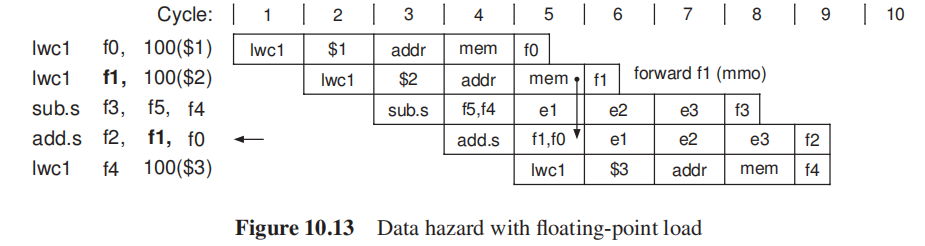 Cycle: 1 2 3 4 5 6 7 8 9 10
lwc1 f0, 100($1) lwc1 $1 addr mem f0
lwc1 f1, 100($2) lwc1 $2 addr mem f1 forward f1 (mmo)
sub.s f3, f5, f4 sub.s f5,f4 e1 e2 e3 f3
add.s f2, f1, f0 add.s f1,f0 e1 e2 e3 f2
lwc1 f4 100($3) lwc1 $3 addr mem f4
Figure 10.13 Data hazard with floating-point load